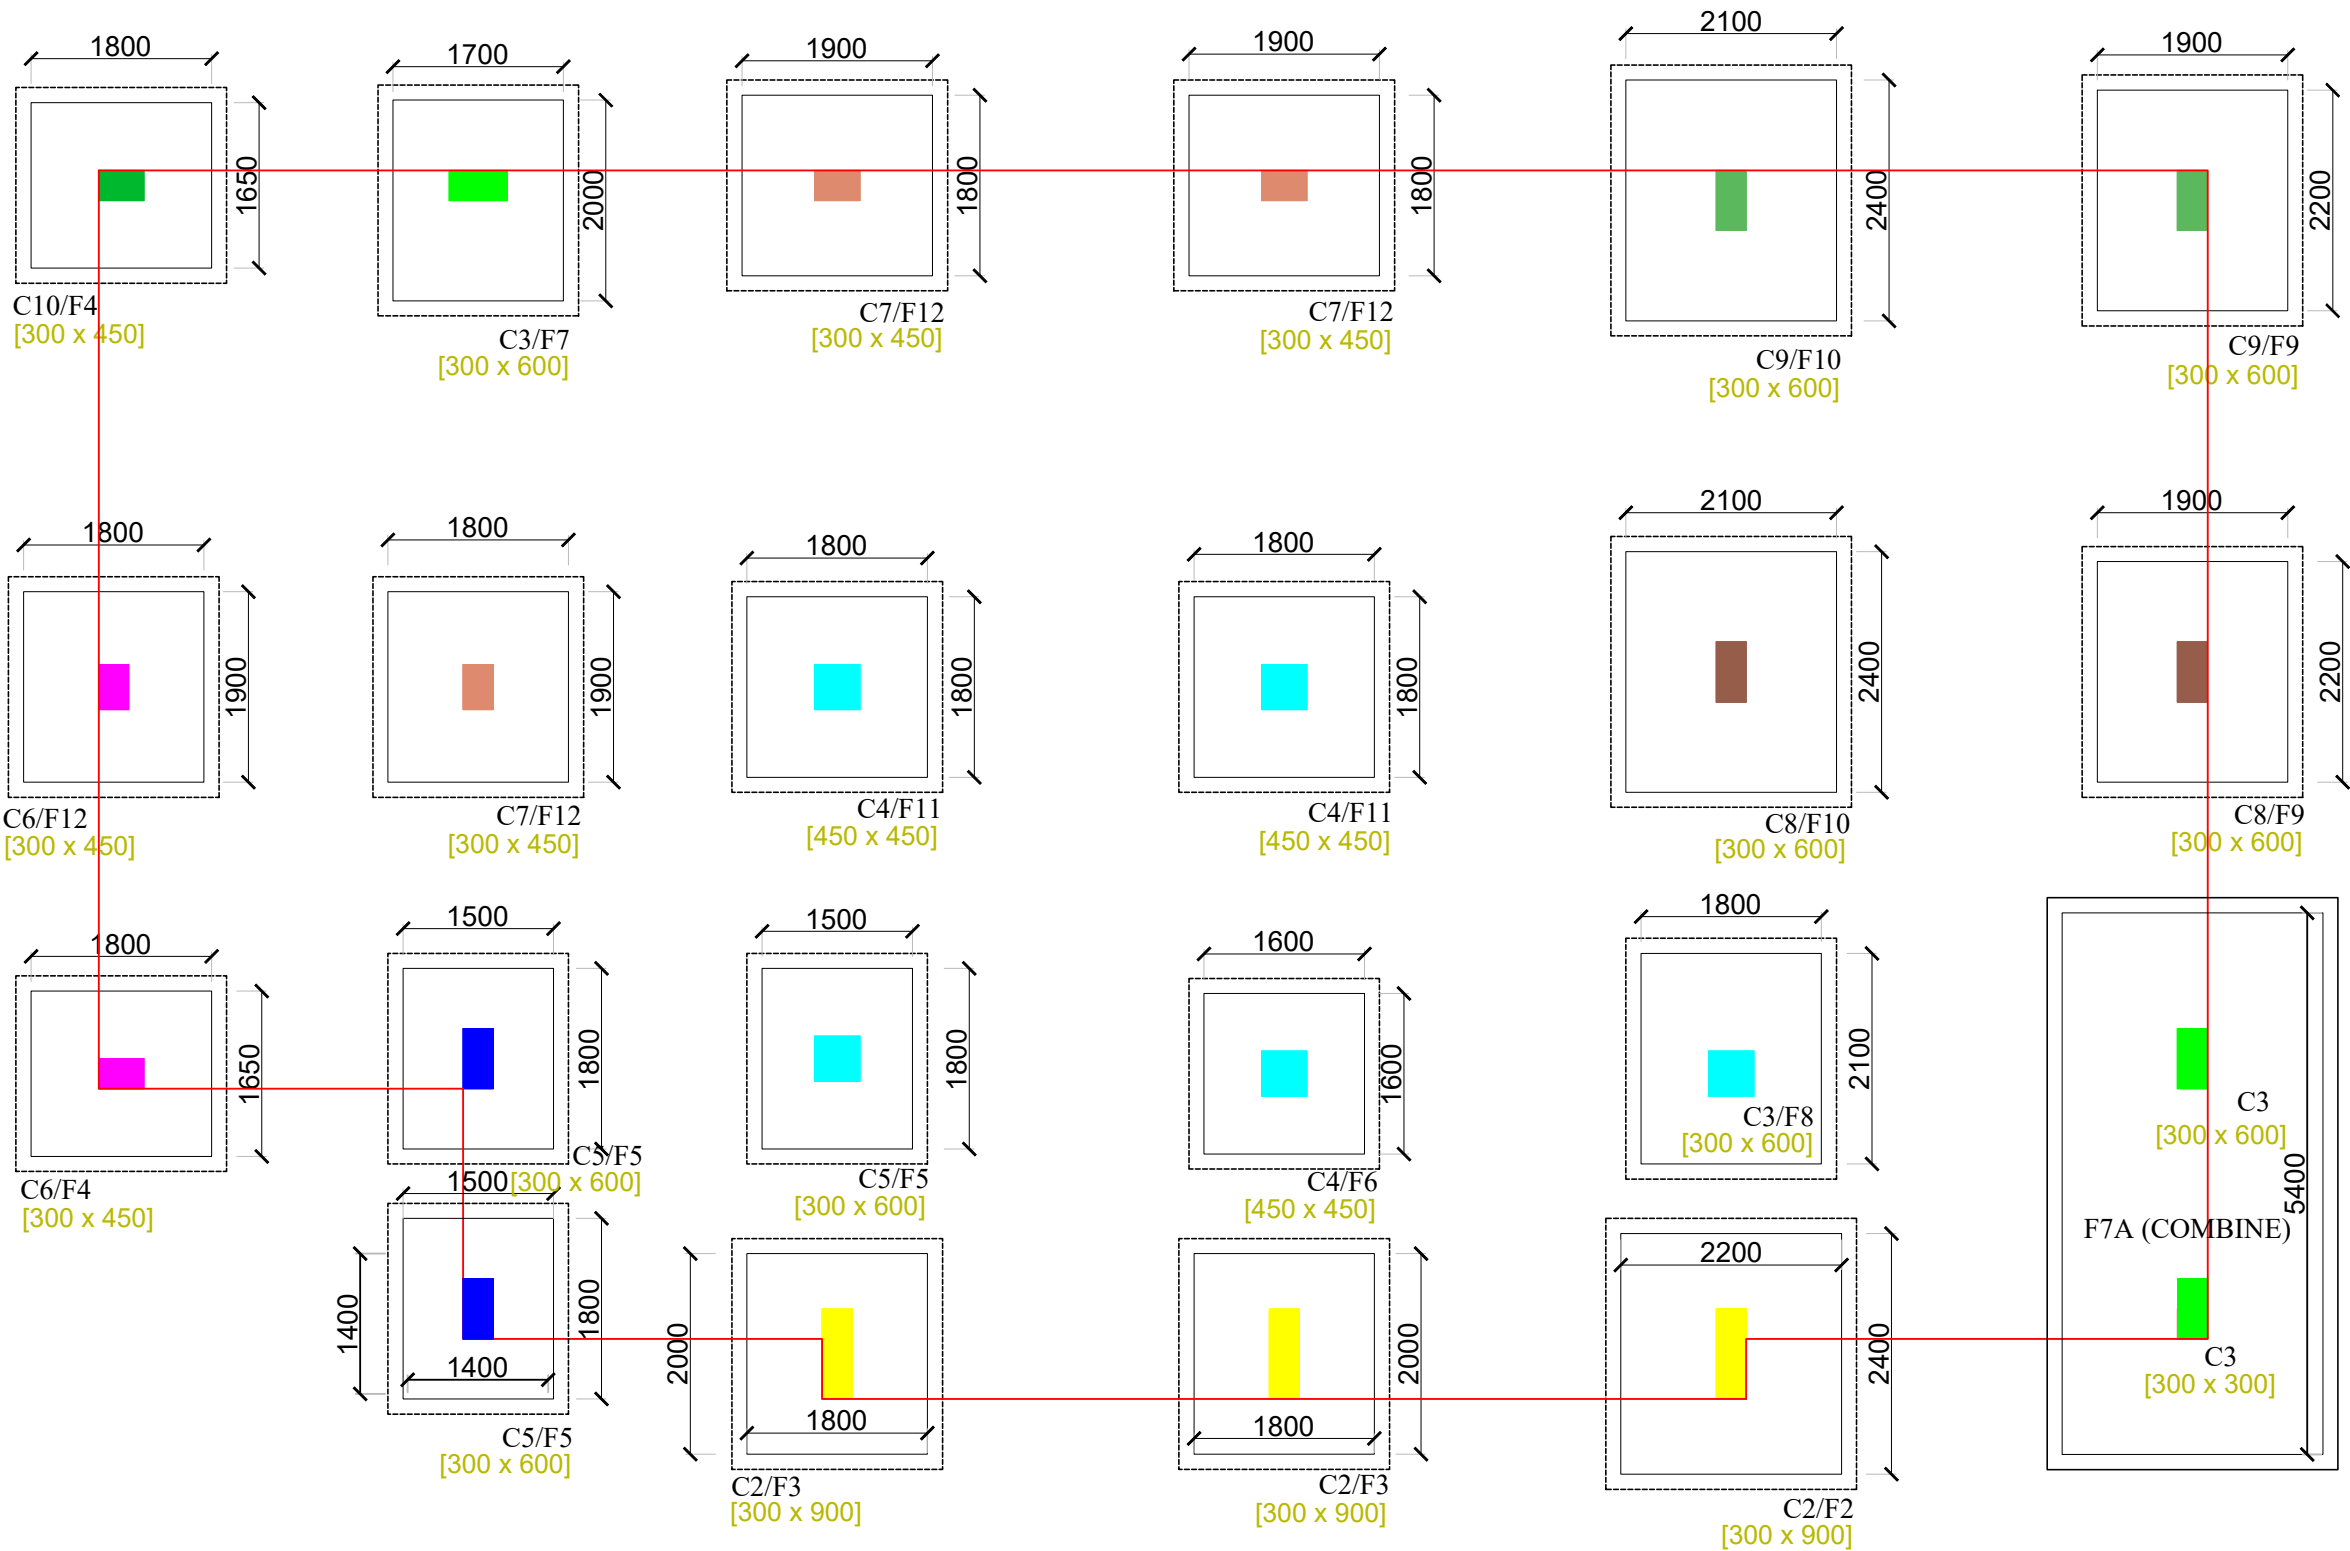 1800
1700
1900
1900
2100
1900
1650
2000
1800
1800
2400
2200
C10/F4
[300 x 450]
C3/F7
[300 x 600]
C7/F12
[300 x 450]
C7/F12
[300 x 450]
C9/F10
[300 x 600]
C9/F9
[300 x 600]
1800
1800
1800
1800
2100
1900
1900
1900
1800
1800
2400
2200
C6/F12
[300 x 450]
C7/F12
[300 x 450]
C4/F11
[450 x 450]
C4/F11
[450 x 450]
C8/F10
[300 x 600]
C8/F9
[300 x 600]
1800
1500
1500
1600
1800
1650
1800
1800
1600
2100
5400
C6/F4
[300 x 450]
C5/F5
[300 x 600]
C5/F5
[300 x 600]
C4/F6
[450 x 450]
C3/F8
[300 x 600]
C3
[300 x 600]
F7A (COMBINE)
C3
[300 x 300]
1500
1400
1800
1400
2000
1800
2000
1800
2200
2400
C5/F5
[300 x 600]
C2/F3
[300 x 900]
C2/F3
[300 x 900]
C2/F2
[300 x 900]